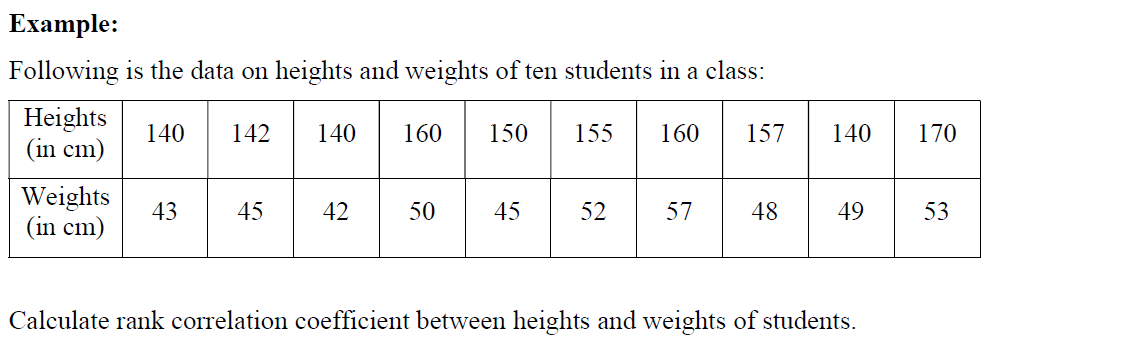 Example:
Following is the data on heights and weights of ten students in a class:
Heights (in cm) 140 142 140 160 150 155 160 157 140 170
Weights (in cm) 43 45 42 50 45 52 57 48 49 53
Calculate rank correlation coefficient between heights and weights of students.